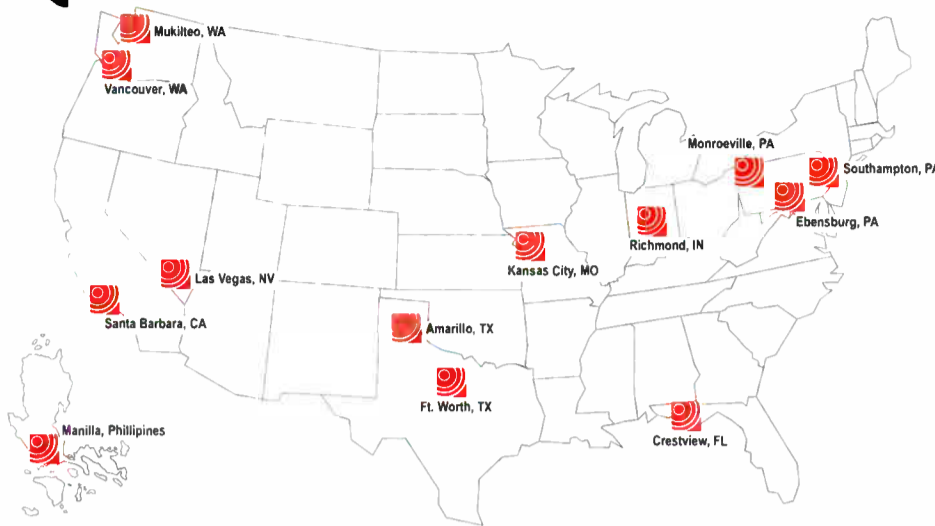 Mukilteo, WA
Vancouver, WA
Monroeville, PA
Southampton, PA
Ebensburg, PA
Richmond, IN
Kansas City, MO
Las Vegas, NV
Santa Barbara, CA
Amarillo, TX
Ft. Worth, TX
Crestview, FL
Manilla, Phillipines